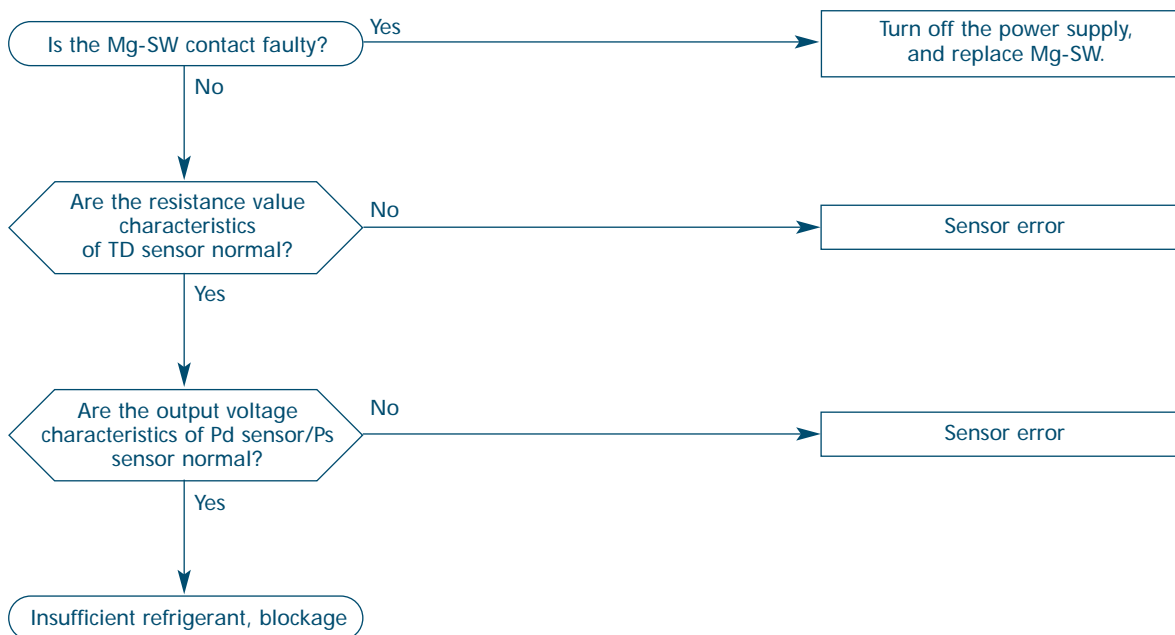 Is the Mg-SW contact faulty?
Yes
Turn off the power supply,
and replace Mg-SW.
No
Are the resistance value
characteristics
of TD sensor normal?
No
Sensor error
Yes
Are the output voltage
characteristics of Pd sensor/Ps
sensor normal?
No
Sensor error
Yes
Insufficient refrigerant, blockage